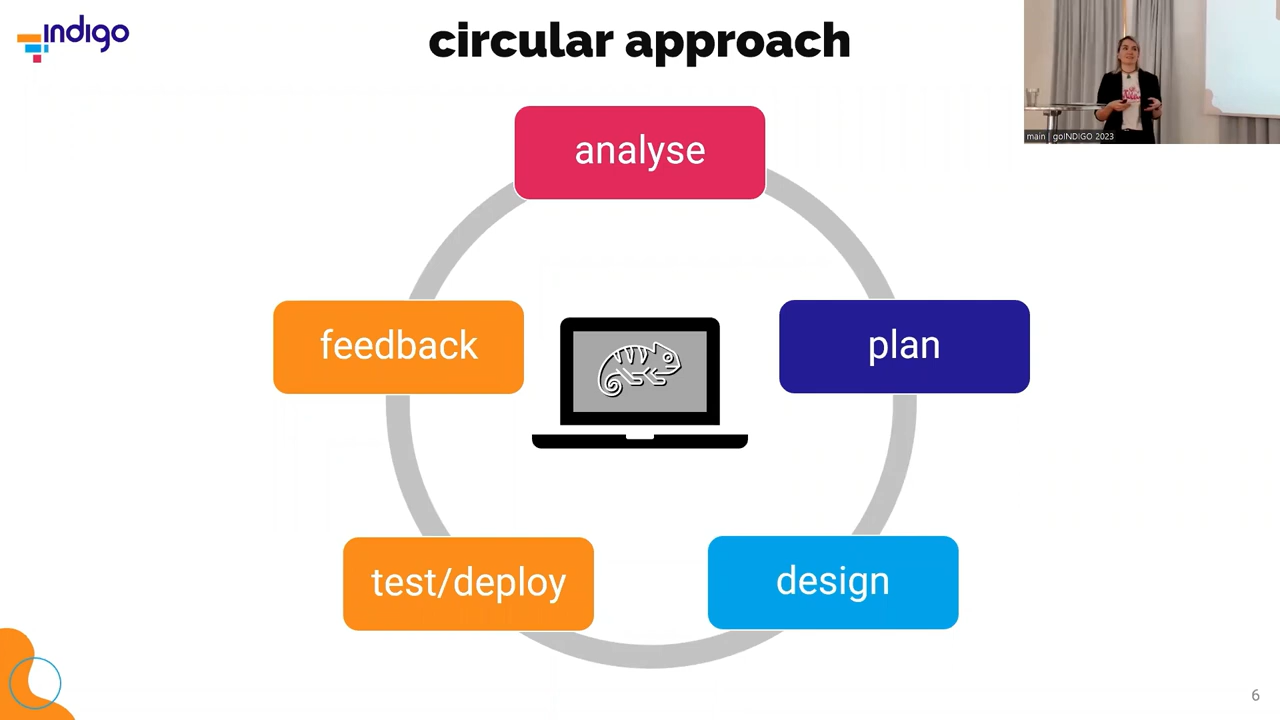 indigo
circular approach
main | goINDIGO 2023
analyse
feedback
plan
test/deploy
design
6